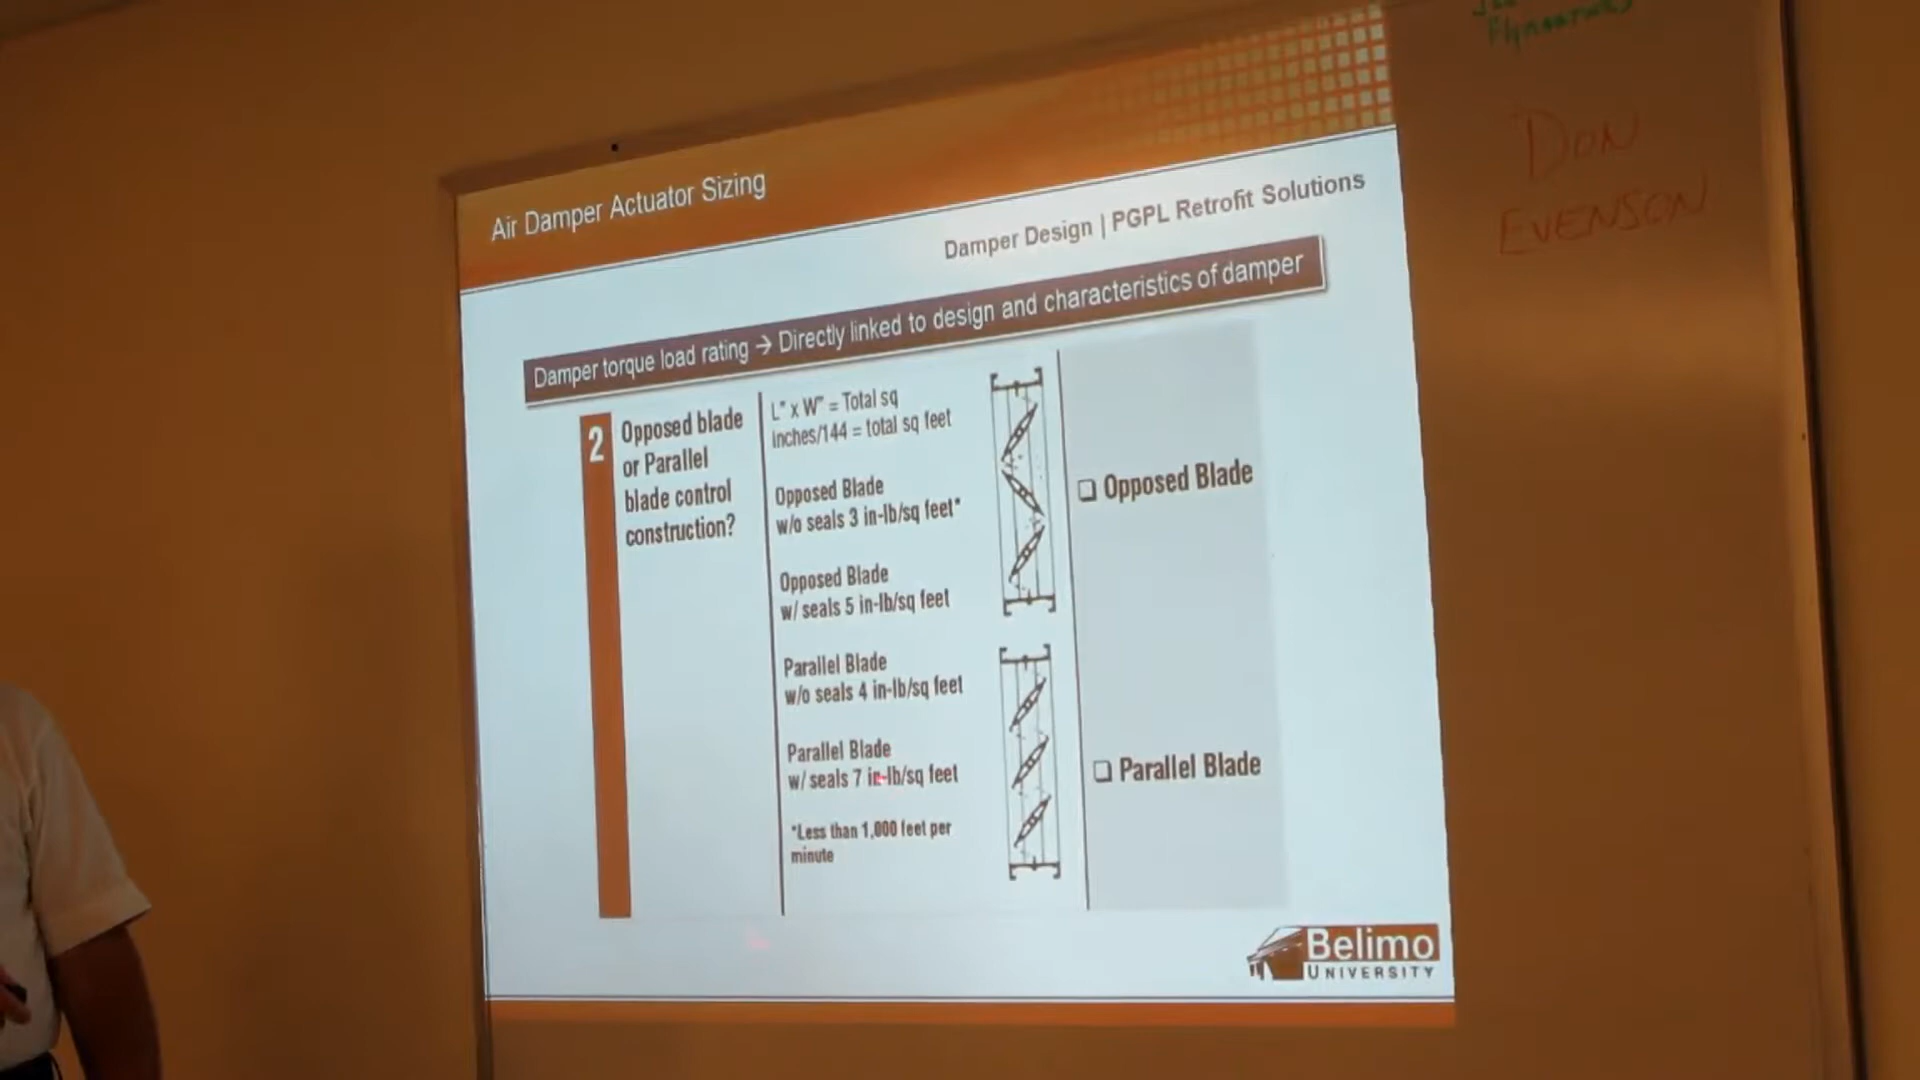 Flynn
DON
EVENSON
Air Damper Actuator Sizing
Damper Design | PGPL Retrofit Solutions
Damper torque load rating → Directly linked to design and characteristics of damper
2
Opposed blade
or Parallel
blade control
construction?
L" x W" = Total sq
inches/144 = total sq feet
Opposed Blade
w/o seals 3 in-lb/sq feet*
Opposed Blade
w/ seals 5 in-lb/sq feet
Parallel Blade
w/o seals 4 in-lb/sq feet
Parallel Blade
w/ seals 7 in-lb/sq feet
*Less than 1,000 feet per
minute
❑ Opposed Blade
❑ Parallel Blade
Belimo
UNIVERSITY